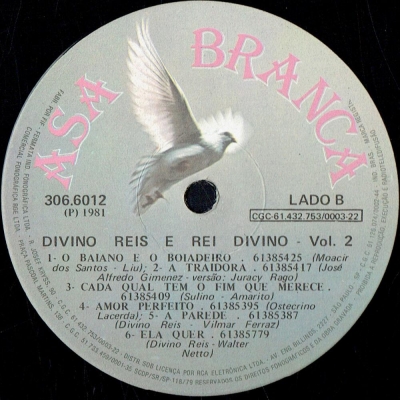 ASA BRANCA
306.6012
(P) 1981
LADO B
CGC-61.432.753/0003-22
DIVINO REIS E REI DIVINO - Vol. 2
1- O BAIANO E O BOIADEIRO . 61385425 (Moacir
dos Santos - Liu); - 2- A TRAIDORA . 61385417 (José
Alfredo Gimenez - versão: Juracy Rago)
3- CADA QUAL TEM O FIM QUE MERECE .
61385409 (Sulino - Amarito)
4- AMOR PERFEITO . 61385395 (Ostecrino
Lacerda); - 5- A PAREDE . 61385387
(Divino Reis - Vilmar Ferraz)
6- ELA QUER . 61385779
(Divino Reis-Walter
Netto)